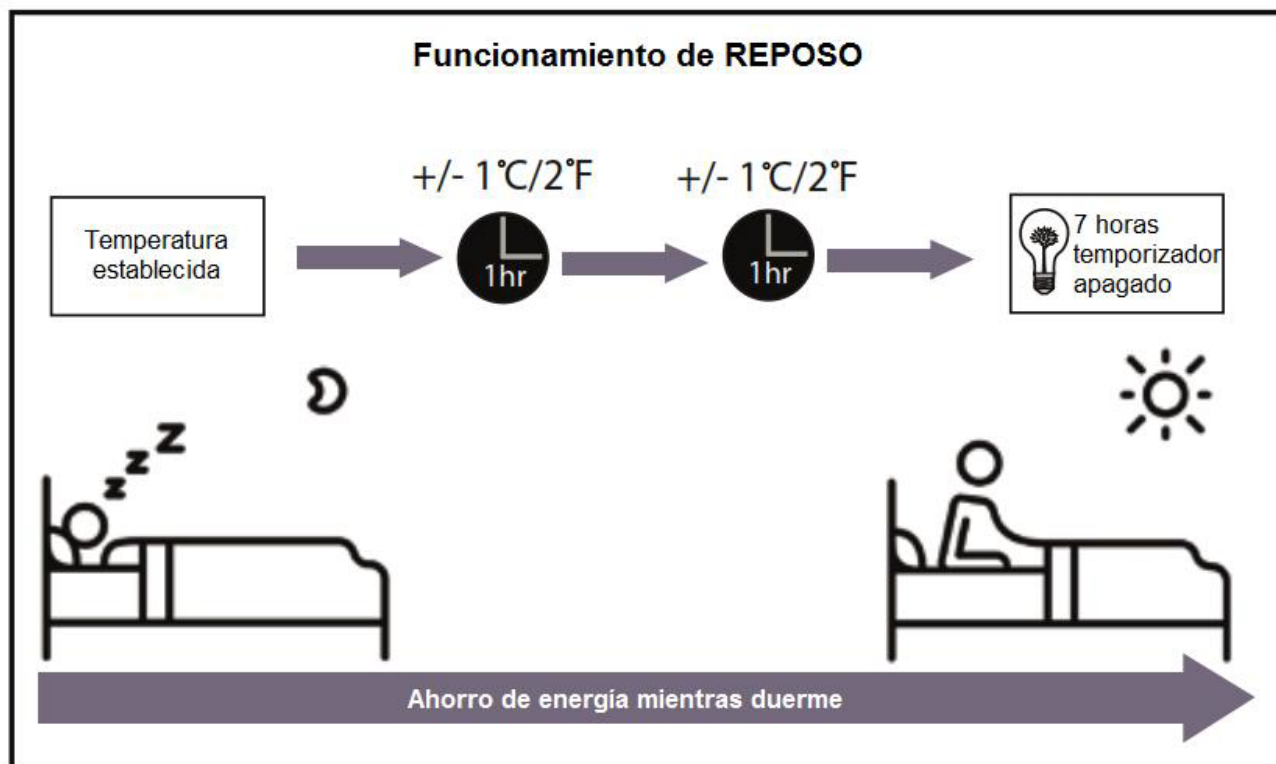 Funcionamiento de REPOSO
+/- 1°C/2°F
+/- 1°C/2°F
Temperatura
establecida
1hr
1hr
7 horas
temporizador
apagado
z z Z
Ahorro de energía mientras duerme